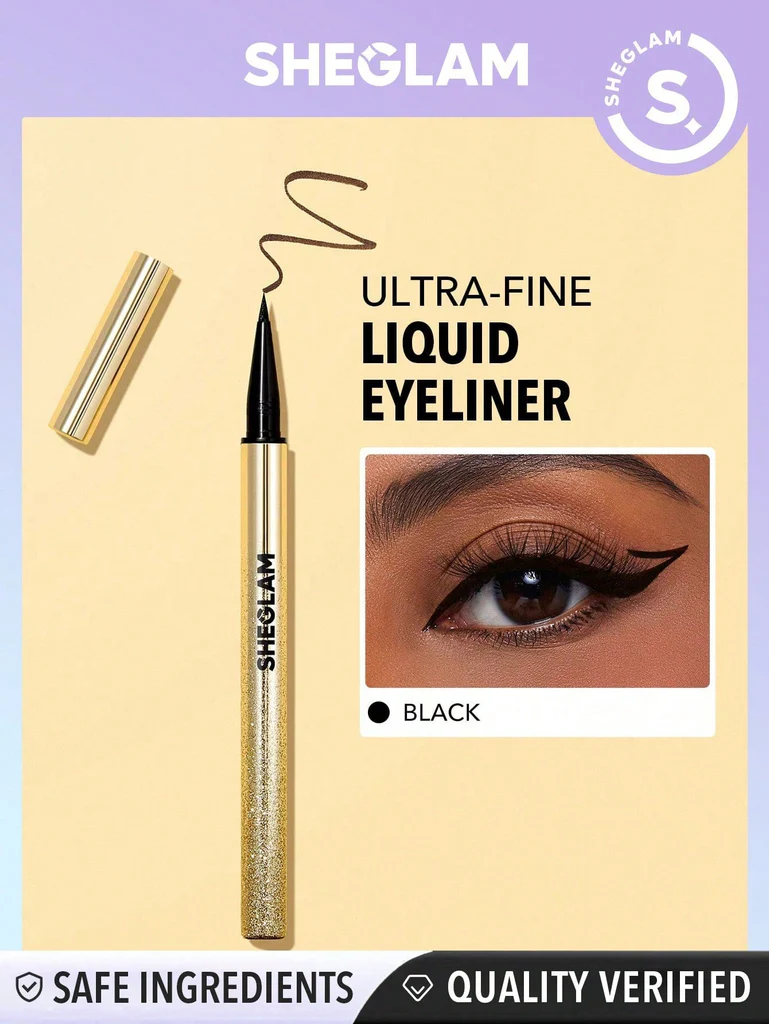 SHEGLAM
SHEGLAM
S
ULTRA-FINE
LIQUID
EYELINER
SHEGLAM
BLACK
SAFE INGREDIENTS
QUALITY VERIFIED